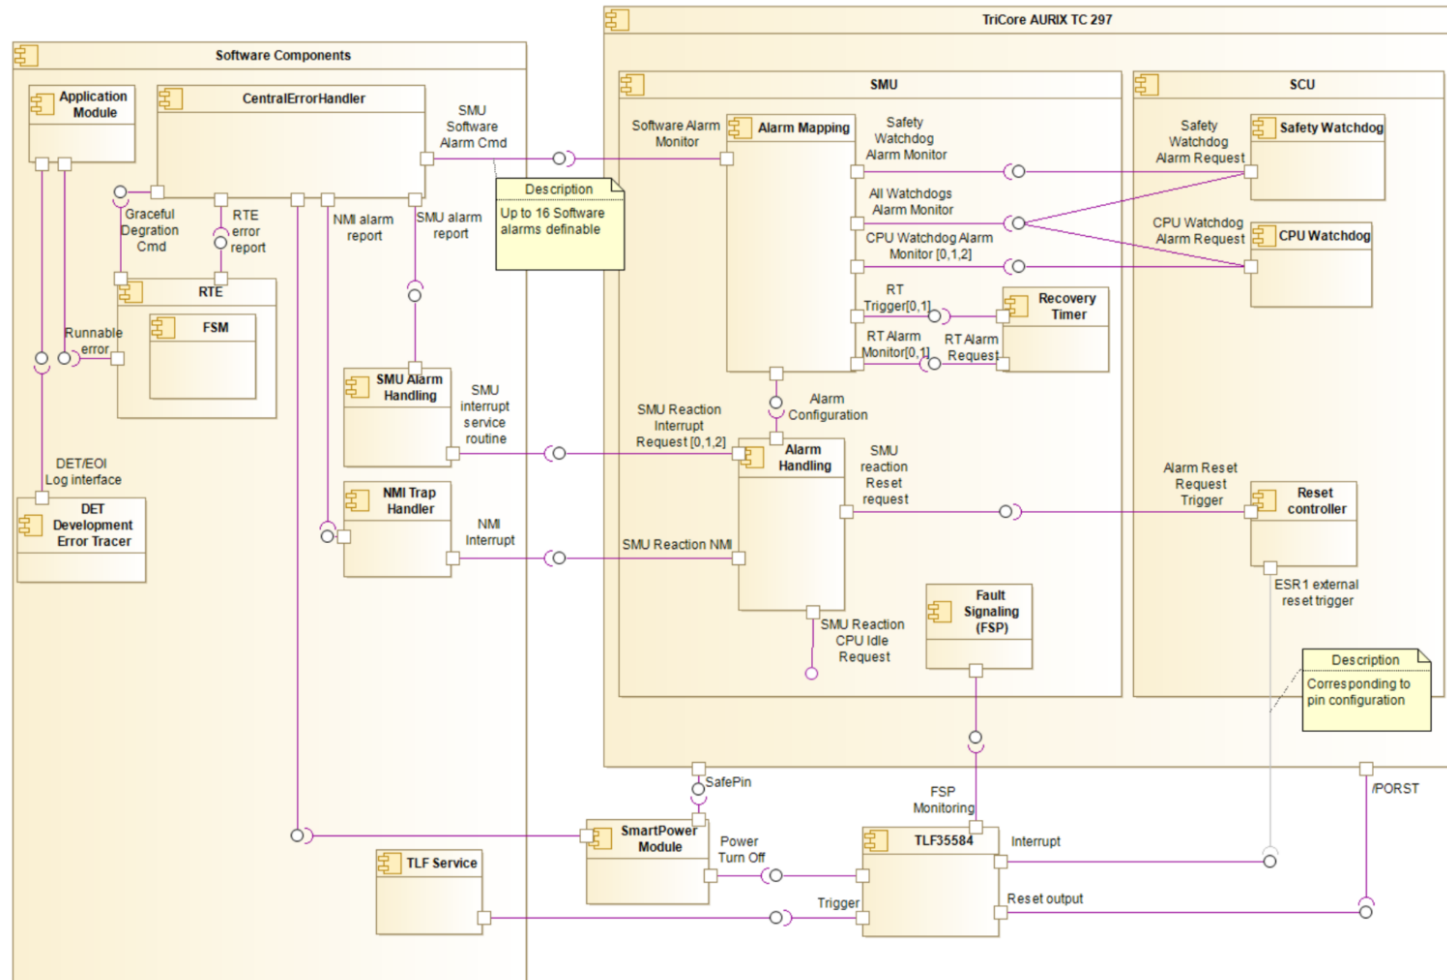 TriCore AURIX TC 297
Software Components
Application
Module
CentralErrorHandler
SMU
Software
Alarm Cmd
Graceful
Degration
Cmd
RTE
error
report
NMI alarm
report
SMU alarm
report
Description
Up to 16 Software
alarms definable
RTE
FSM
Runnable
error
SMU Alarm
Handling
SMU
interrupt
service
routine
DET/EOI
Log interface
DET
Development
Error Tracer
NMI Trap
Handler
NMI
Interrupt
TLF Service
SMU
Software Alarm
Monitor
Alarm Mapping
Safety
Watchdog
Alarm Monitor
All Watchdogs
Alarm Monitor
CPU Watchdog Alarm
Monitor [0,1,2]
RT
Trigger[0,1]
RT Alarm
Monitor[0,1]
RT Alarm
Request
Recovery
Timer
Alarm
Configuration
SMU Reaction
Interrupt
Request [0,1,2]
Alarm
Handling
SMU
reaction
Reset
request
SMU Reaction NMI
SMU Reaction
CPU Idle
Request
Fault
Signaling
(FSP)
SCU
Safety
Watchdog
Alarm Request
Safety Watchdog
CPU Watchdog
Alarm Request
CPU Watchdog
Alarm Reset
Request
Trigger
Reset
controller
ESR1 external
reset trigger
Description
Corresponding to
pin configuration
SafePin
FSP
Monitoring
/PORST
SmartPower
Module
Power
Turn Off
Trigger
TLF35584
Interrupt
Reset output